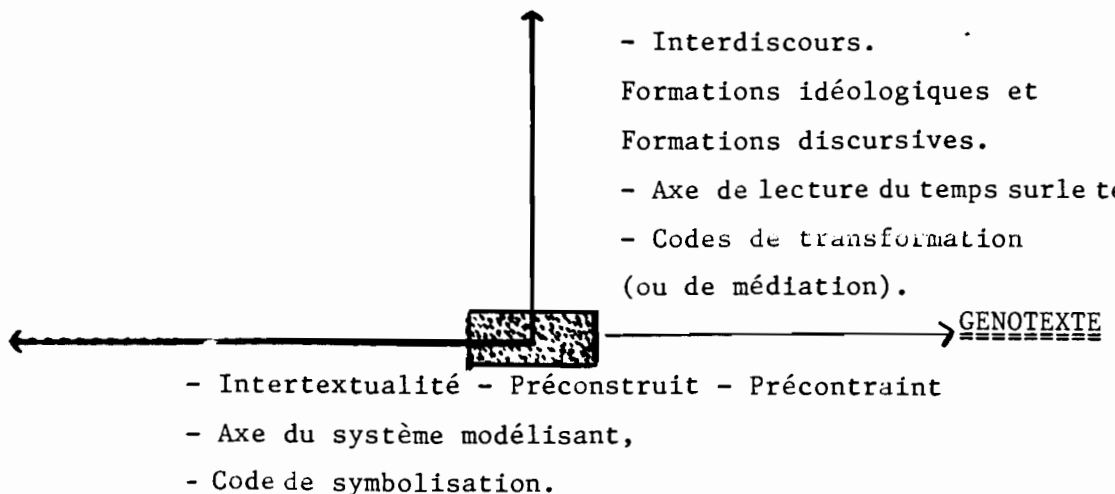 - Interdiscours.
Formations idéologiques et
Formations discursives.
- Axe de lecture du temps surle te
- Codes de transformation
(ou de médiation).
GENOTEXTE
- Intertextualité - Préconstruit - Précontraint
- Axe du système modélisant,
- Code de symbolisation.